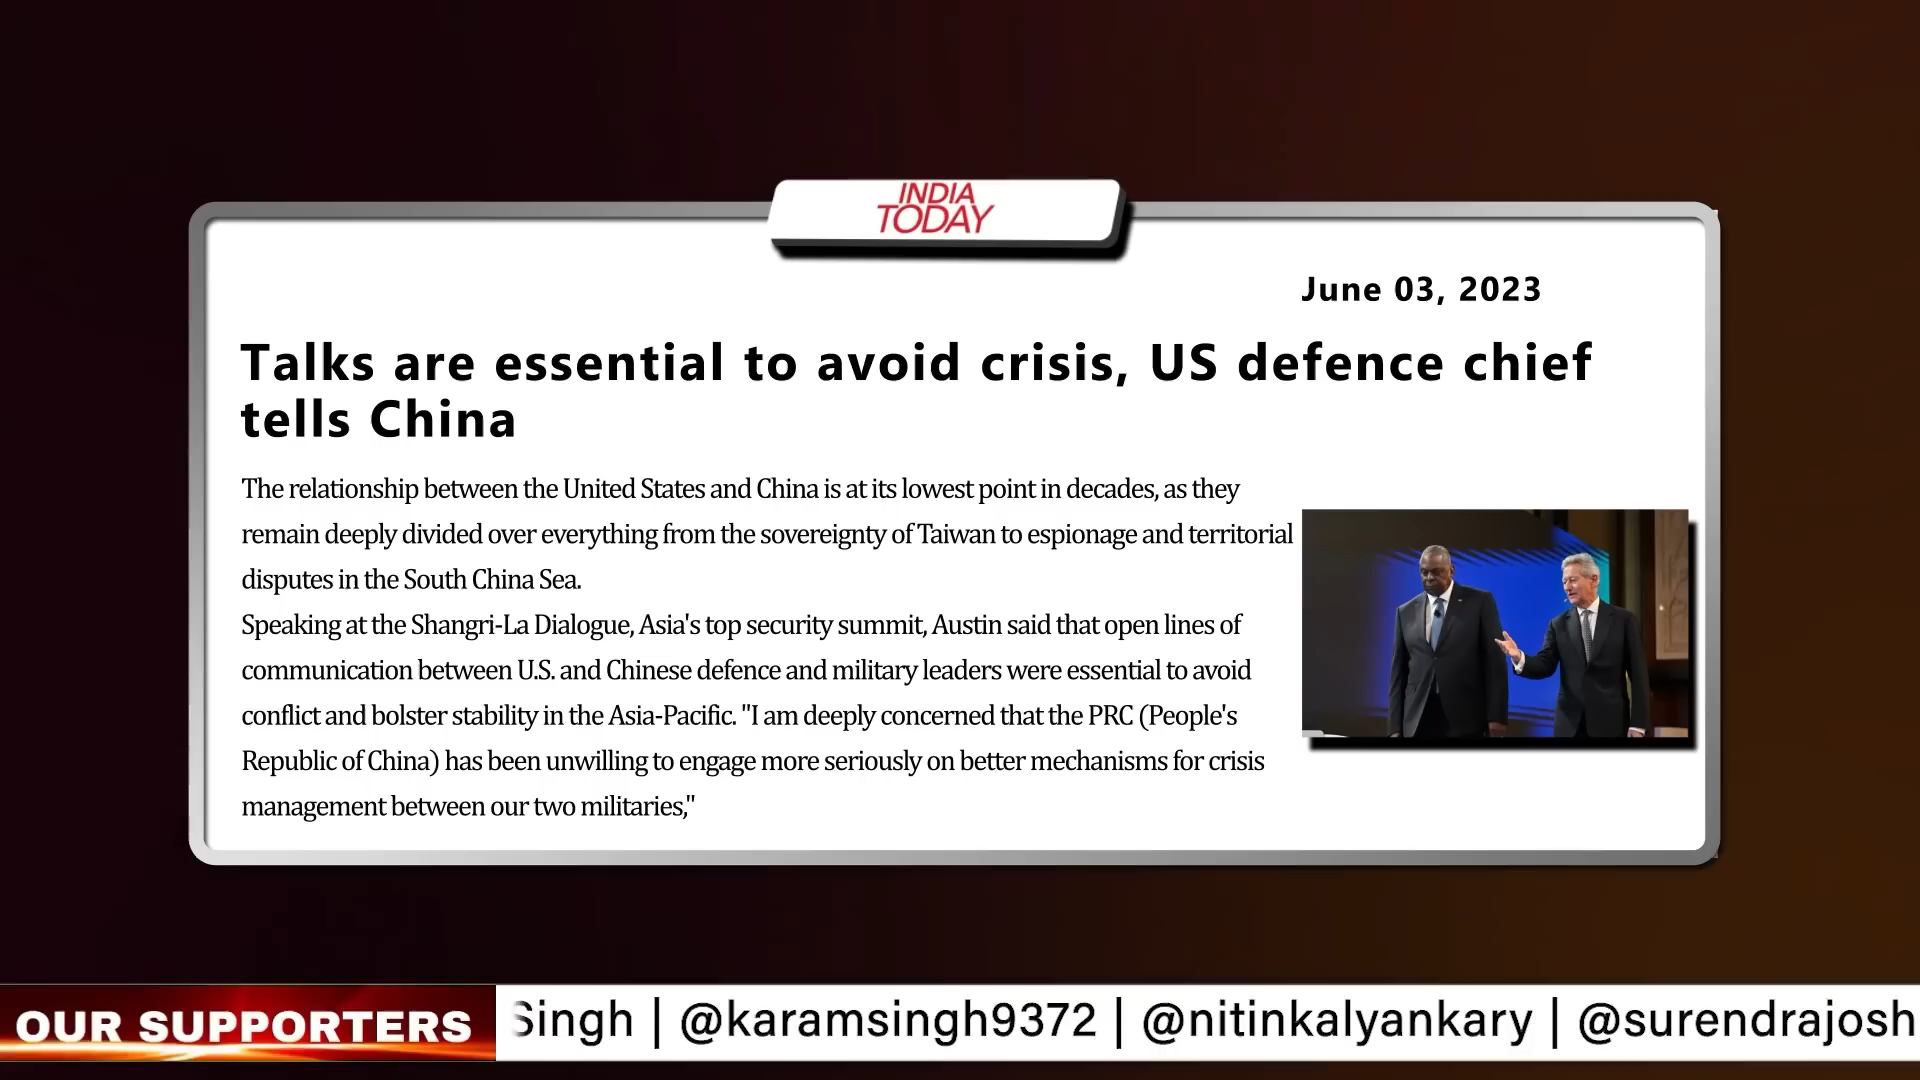 INDIA
TODAY
June 03, 2023
Talks are essential to avoid crisis, US defence chief
tells China
The relationship between the United States and China is at its lowest point in decades, as they
remain deeply divided over everything from the sovereignty of Taiwan to espionage and territorial
disputes in the South China Sea.
Speaking at the Shangri-La Dialogue, Asia's top security summit, Austin said that open lines of
communication between U.S. and Chinese defence and military leaders were essential to avoid
conflict and bolster stability in the Asia-Pacific. "I am deeply concerned that the PRC (People's
Republic of China) has been unwilling to engage more seriously on better mechanisms for crisis
management between our two militaries,"
OUR SUPPORTERS
Singh | @karamsingh9372 | @nitinkalyankary | @surendrajosh